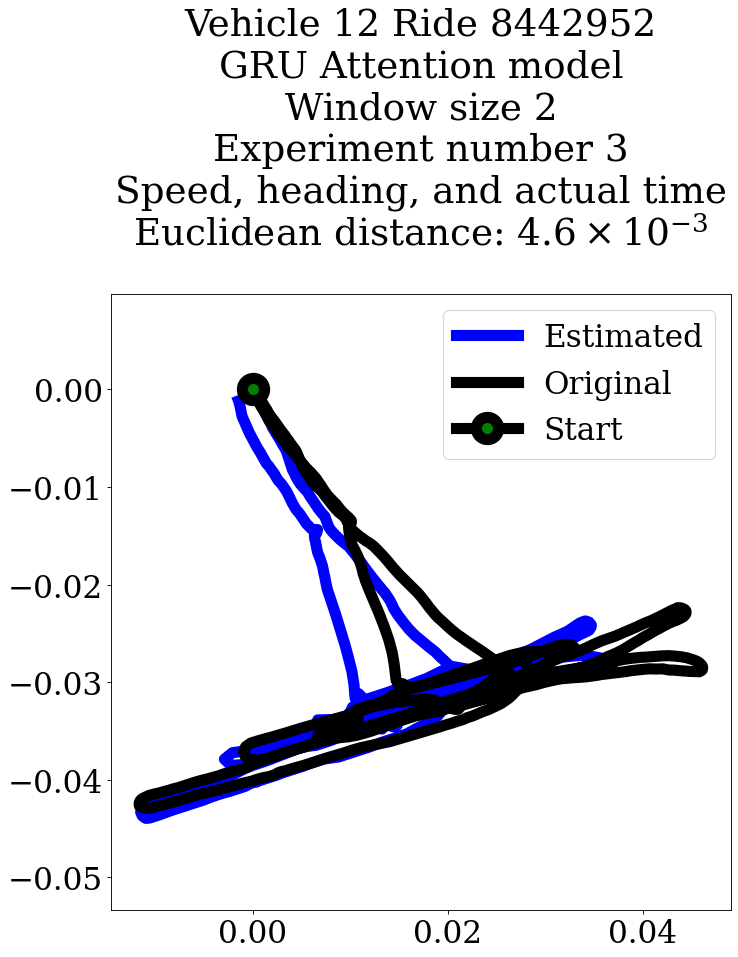 Vehicle 12 Ride 8442952
GRU Attention model
Window size 2
Experiment number 3
Speed, heading, and actual time
Euclidean distance: 4.6 × 10⁻³
Estimated
Original
Start
0.00
−0.01
−0.02
−0.03
−0.04
−0.05
0.00 0.02 0.04